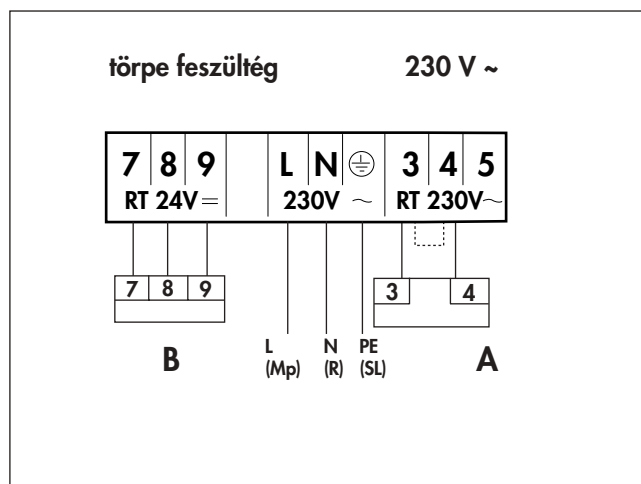 törpe feszültég 230 V ~
7 8 9 L N 3 4 5
RT 24V = 230V ~ RT 230V~
7 8 9 3 4
B L N PE A
(Mp) (R) (SL)